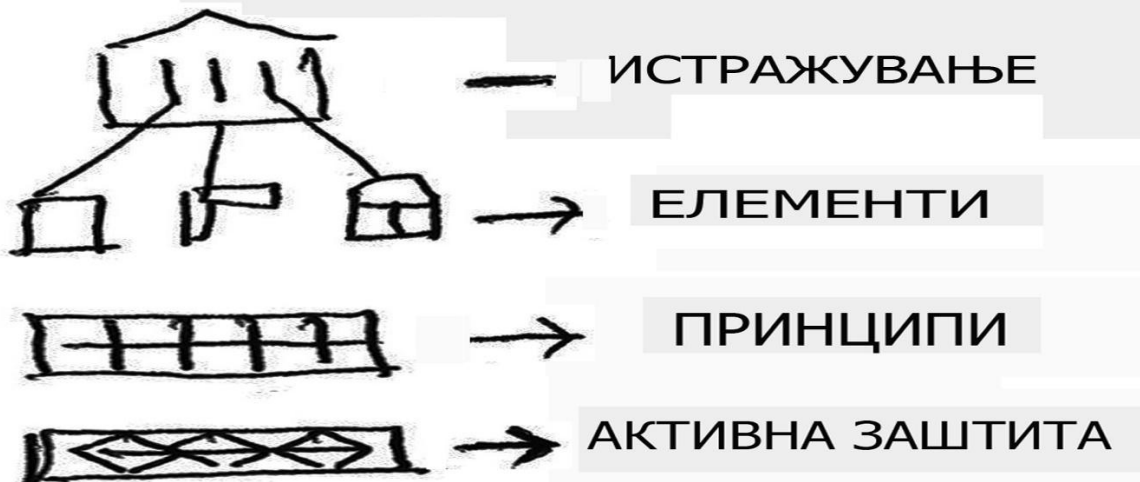 ИСТРАЖУВАЊЕ
ЕЛЕМЕНТИ
ПРИНЦИПИ
АКТИВНА ЗАШТИТА